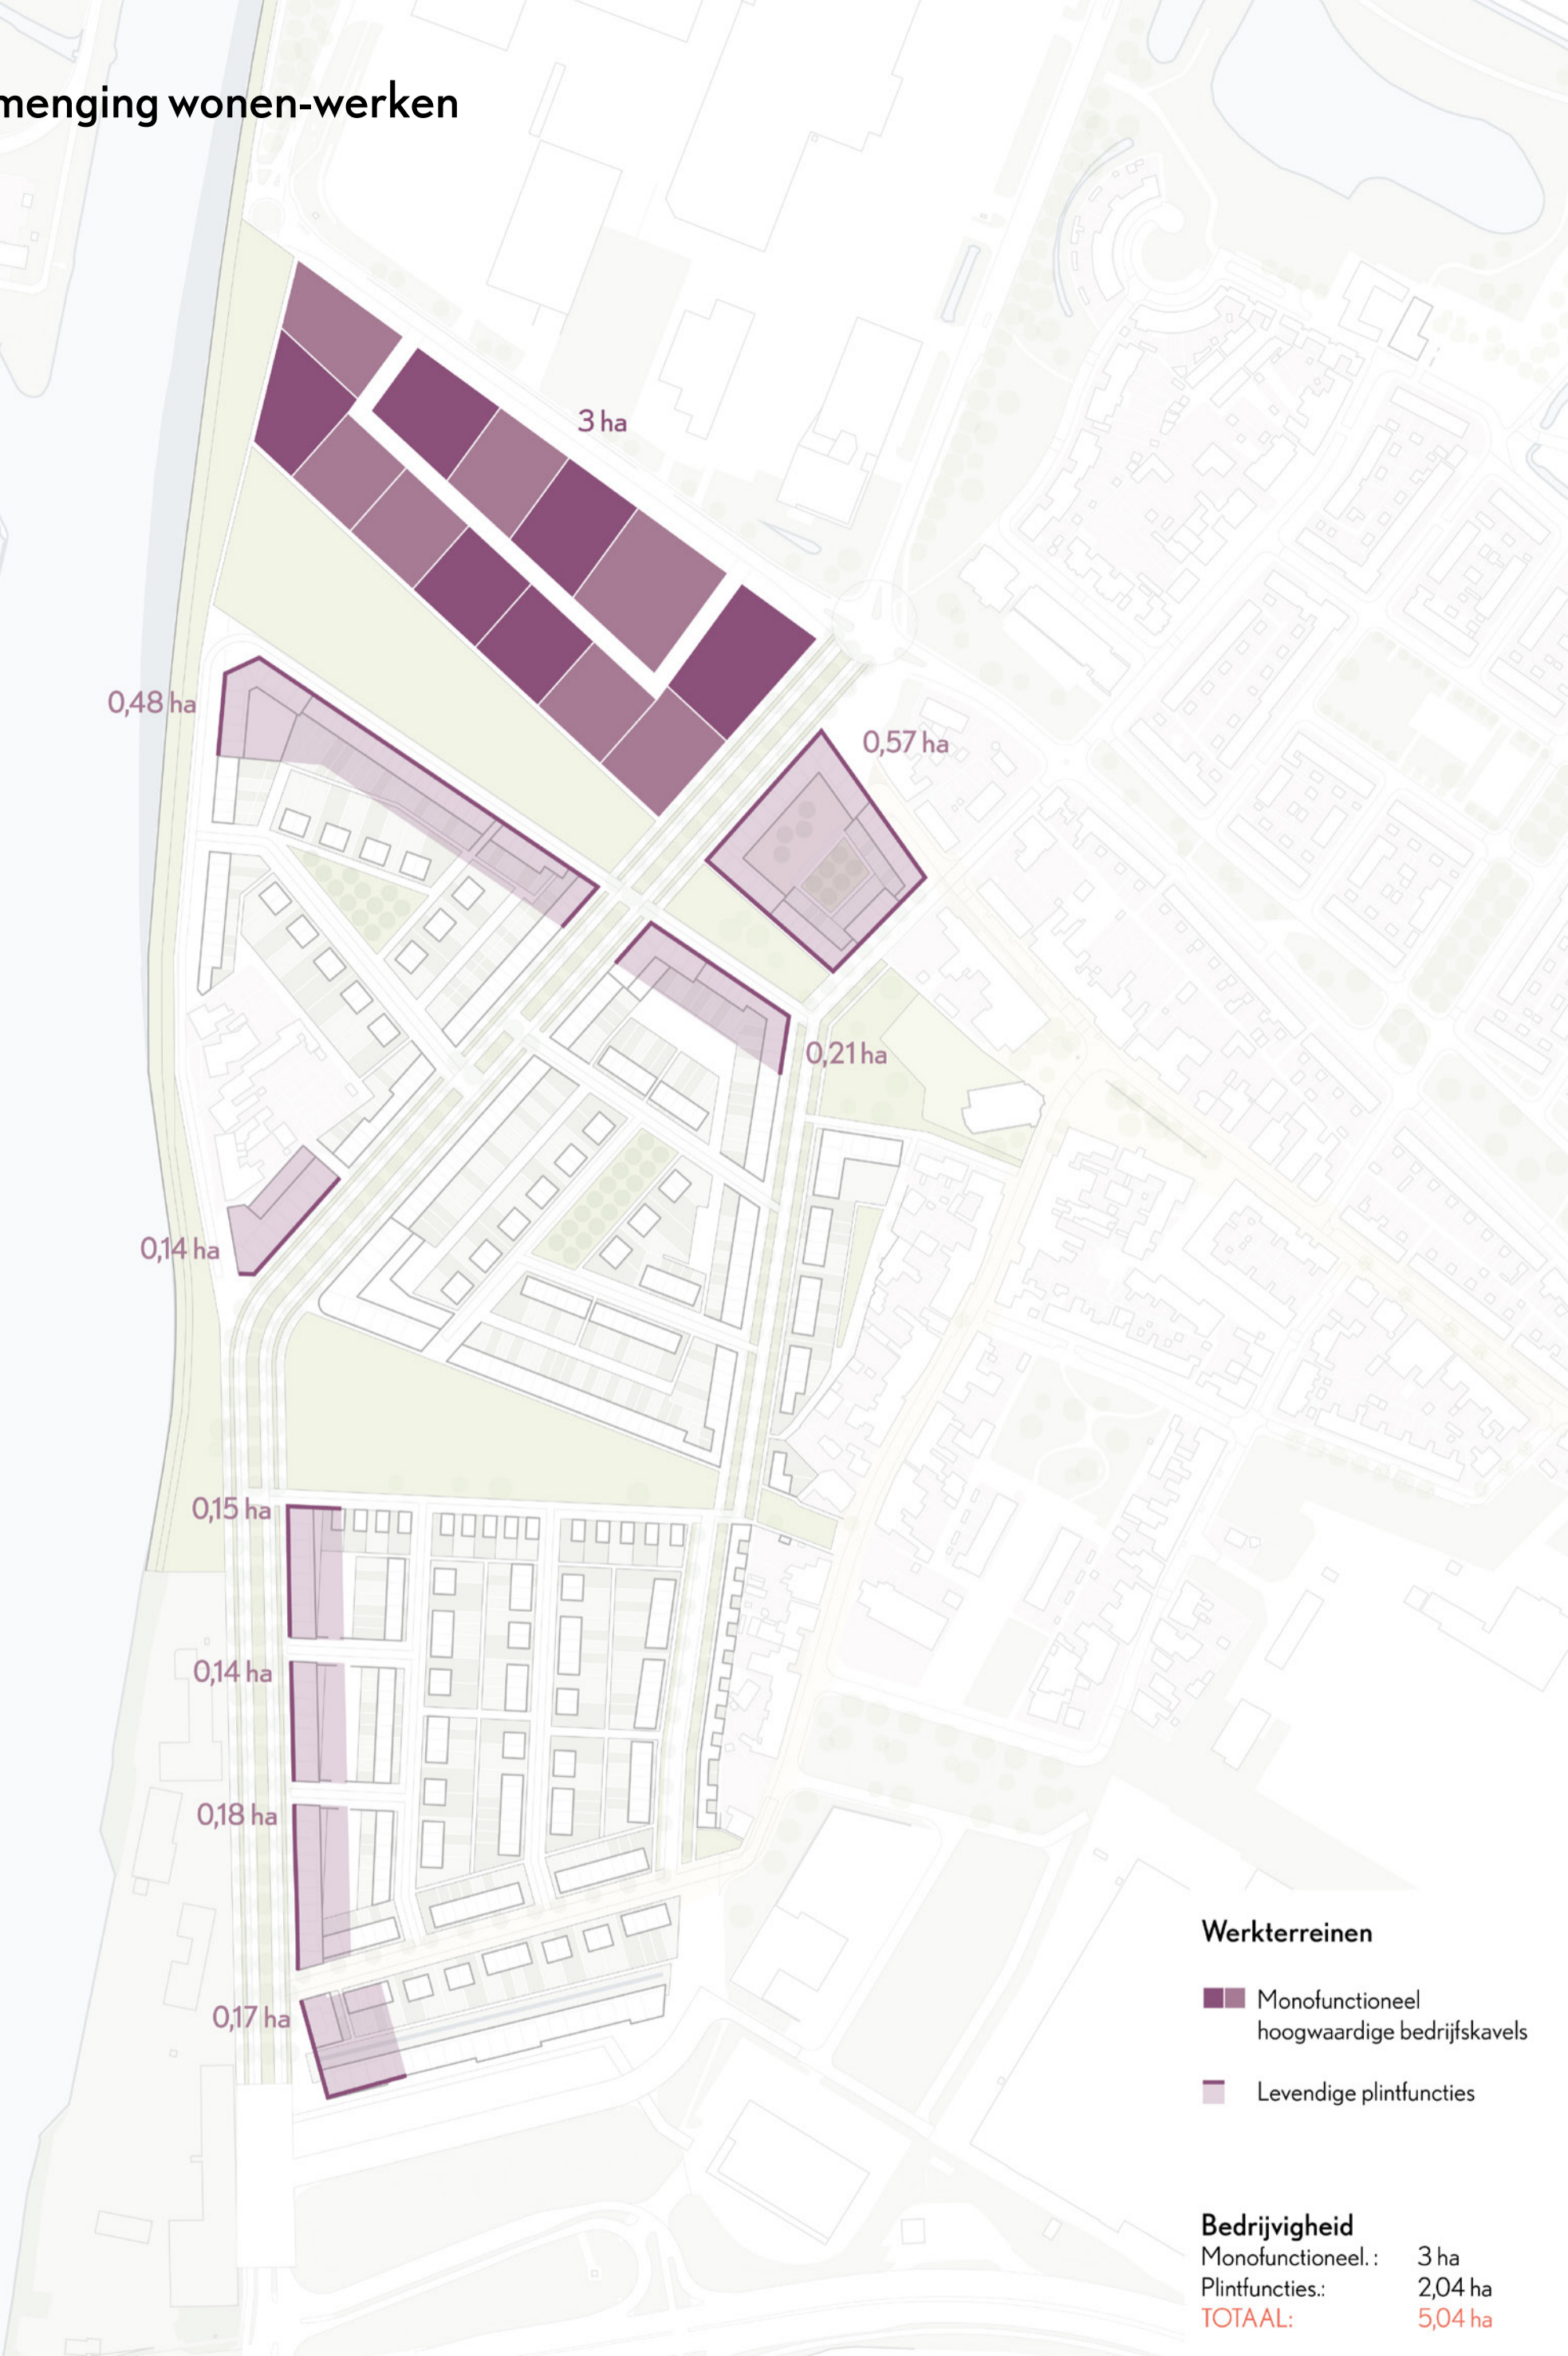 menging wonen-werken
3 ha
0,48 ha
0,57 ha
0,21 ha
0,14 ha
0,15 ha
0,14 ha
0,18 ha
0,17 ha
Werkterreinen
Monofunctioneel
hoogwaardige bedrijfskavels
Levendige plintfuncties
Bedrijvigheid
Monofunctioneel. : 3 ha
Plintfuncties.: 2,04 ha
TOTAAL: 5,04 ha